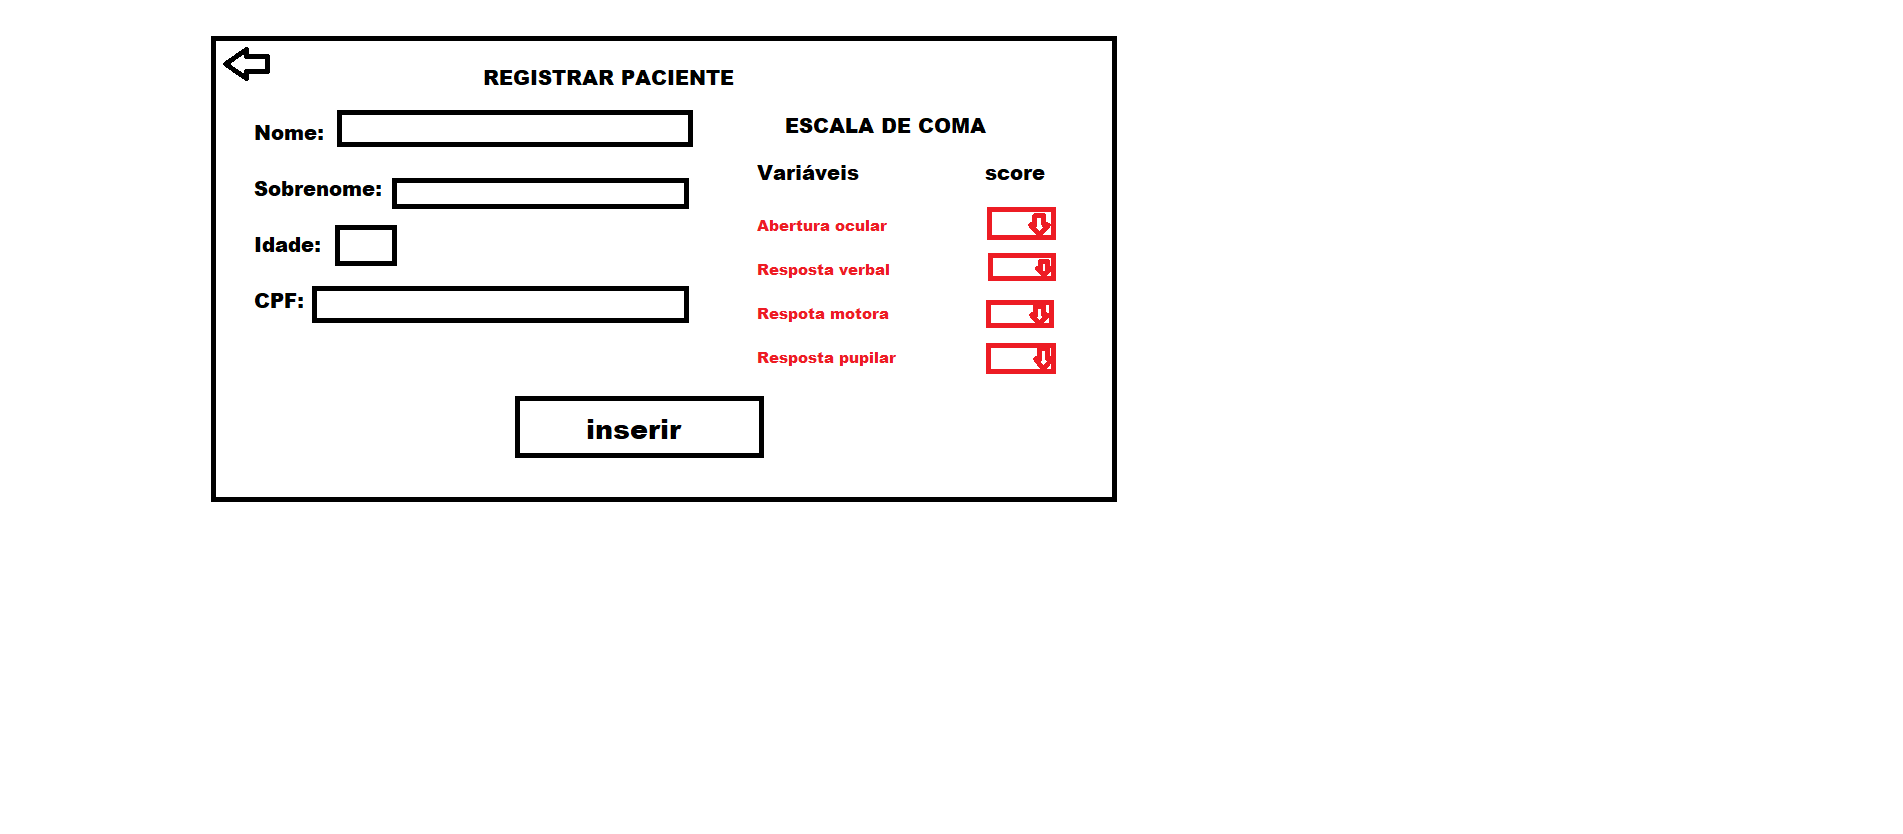 REGISTRAR PACIENTE
Nome:
Sobrenome:
Idade:
CPF:
ESCALA DE COMA
Variáveis score
Abertura ocular
Resposta verbal
Respota motora
Resposta pupilar
inserir